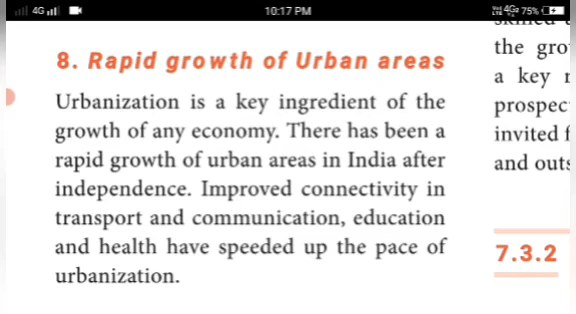 4G
10:17 PM
4G 75%
8. Rapid growth of Urban areas
Urbanization is a key ingredient of the
growth of any economy. There has been a
rapid growth of urban areas in India after
independence. Improved connectivity in
transport and communication, education
and health have speeded up the pace of
urbanization.
the
a key
invited
and
7.3.2